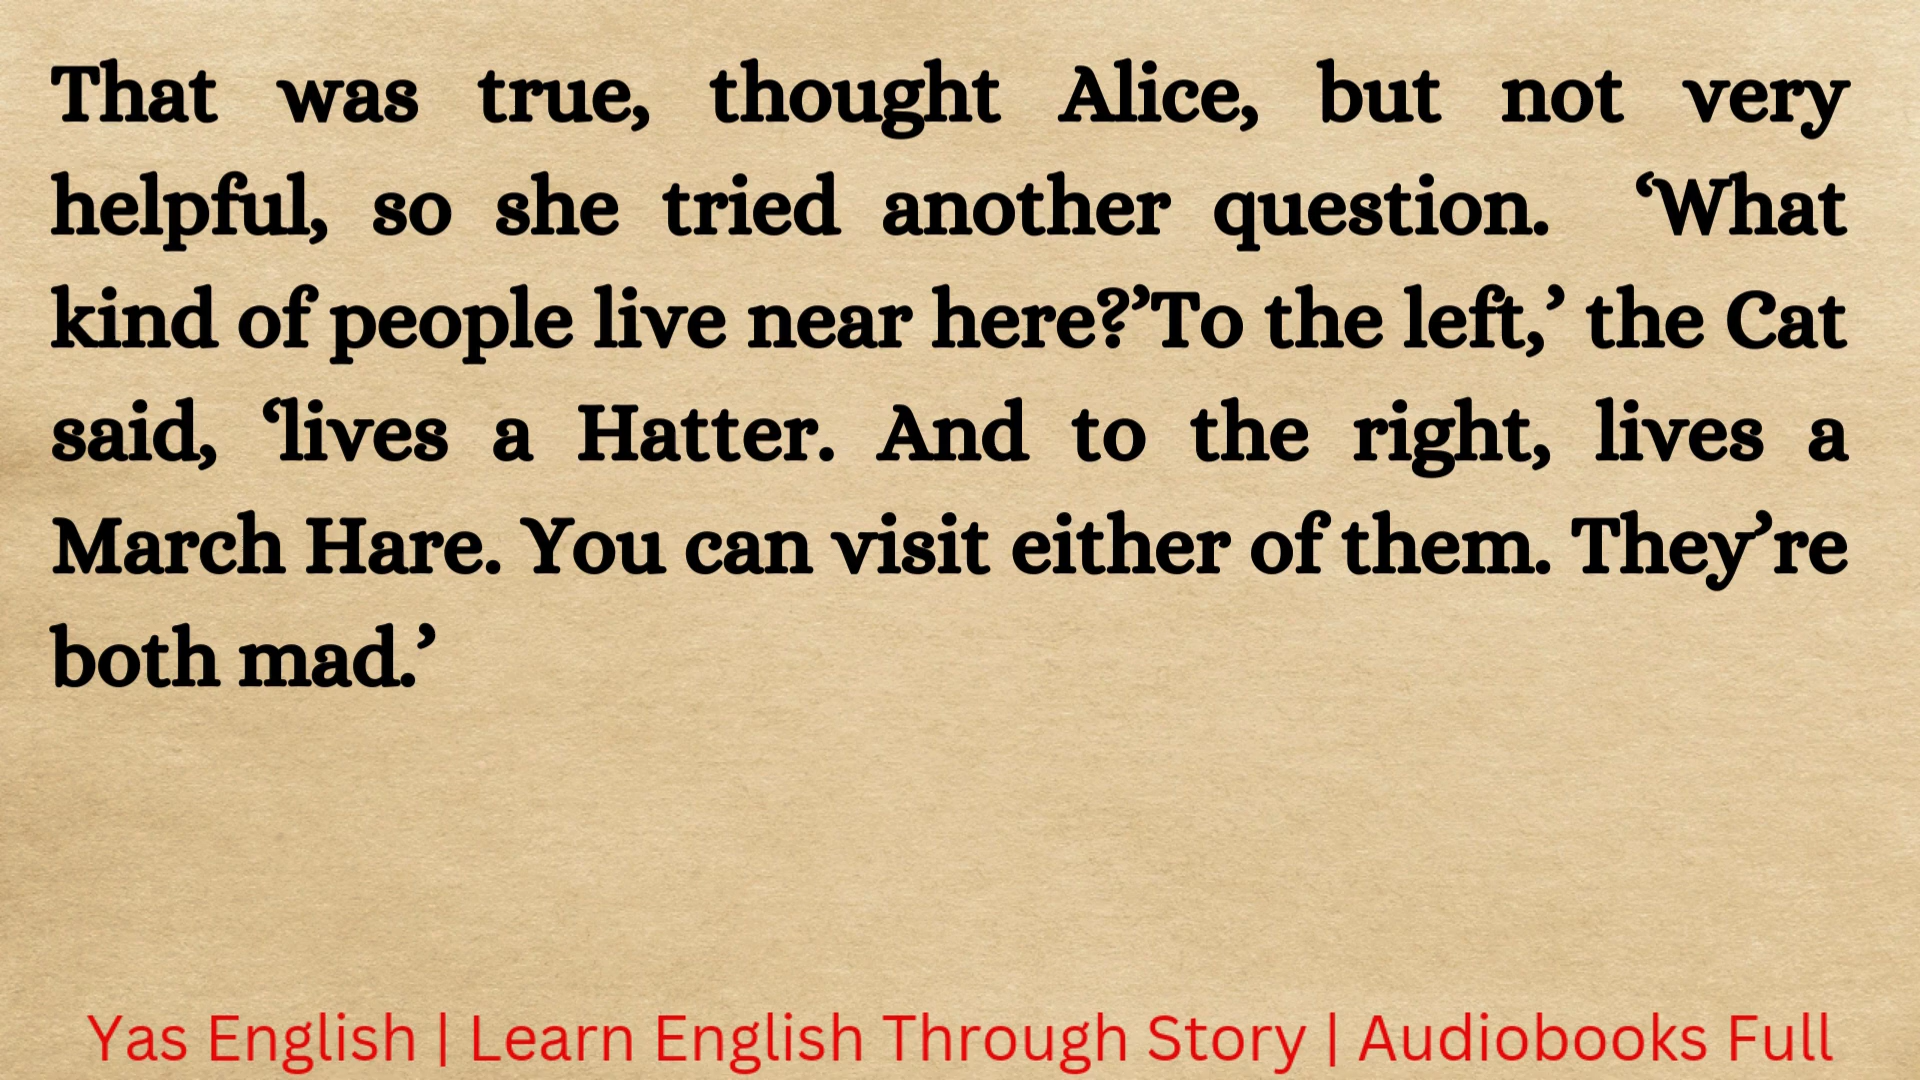 That was true, thought Alice, but not very
helpful, so she tried another question.  ‘What
kind of people live near here?’To the left,’ the Cat
said, ‘lives a Hatter. And to the right, lives a
March Hare. You can visit either of them. They’re
both mad.’
Yas English | Learn English Through Story | Audiobooks Full